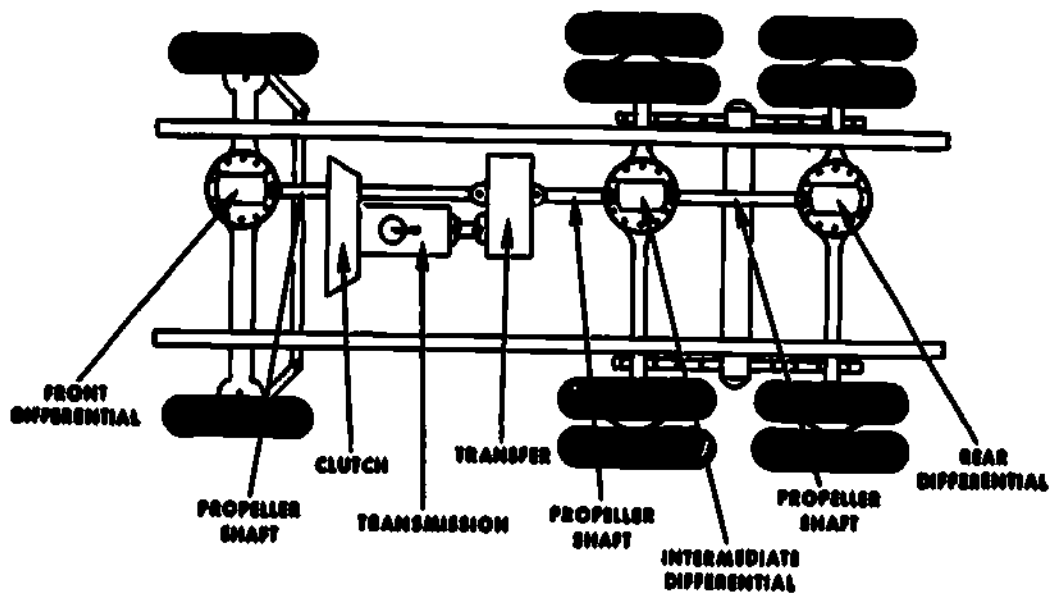 FRONT
DIFFERENTIAL
PROPELLER
SHAFT
CLUTCH
TRANSMISSION
TRANSFER
PROPELLER
SHAFT
INTERMEDIATE
DIFFERENTIAL
PROPELLER
SHAFT
REAR
DIFFERENTIAL